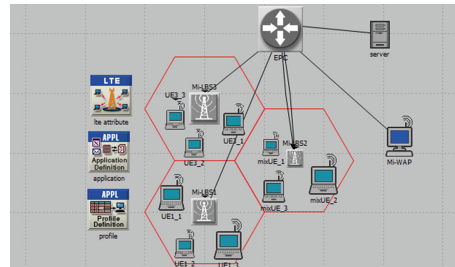 EPC
server
LTE
lte attribute
UE3_3
Mi-LBS3
UE3_1
UE3_2
APPL
Application
Definition
application
mixUE_1
Mi-LBS2
Mi-WAP
mixUE_2
mixUE_3
APPL
Profile
Definition
profile
UE1_1
Mi-LBS1
UE1_2
UE1_3